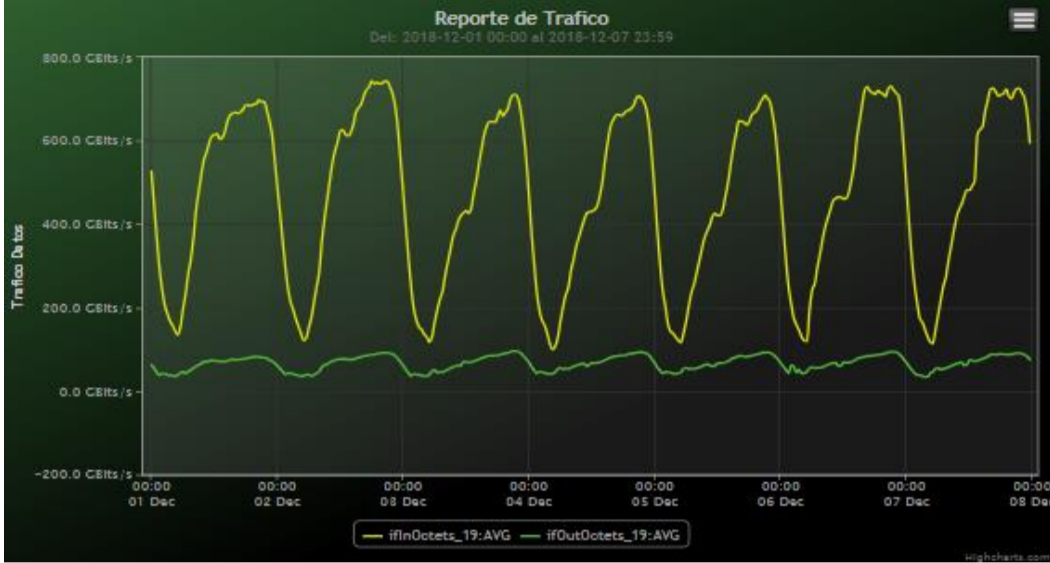 Reporte de Trafico
Del: 2018-12-01 00:00 al 2018-12-07 23:59
800.0 GBits/s
600.0 GBits/s
400.0 GBits/s
200.0 GBits/s
0.0 GBits/s
-200.0 GBits/s
Trafico Datos
00:00 00:00 00:00 00:00 00:00 00:00 00:00 00:00
01 Dec 02 Dec 03 Dec 04 Dec 05 Dec 06 Dec 07 Dec 08 De
ifInOctets_19:AVG ifOutOctets_19:AVG
Highcharts.com